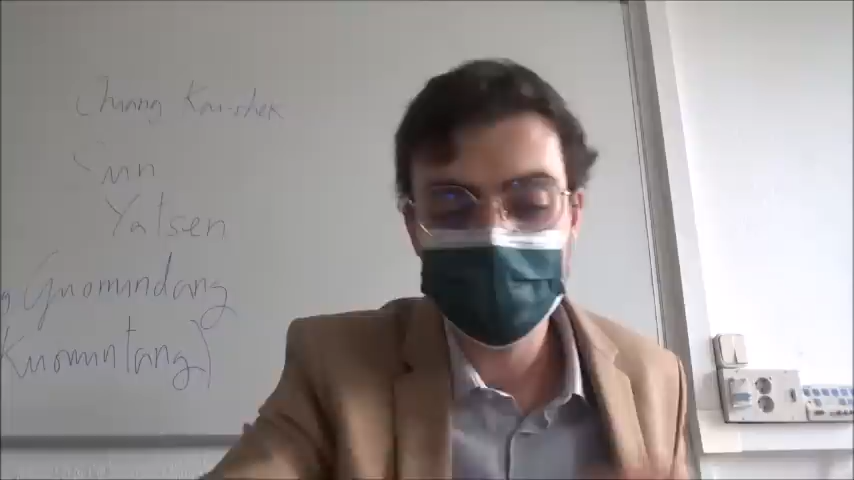 Chiang Kai-shek
Sun
Yatsen
Guomindang
(Kuomintang)